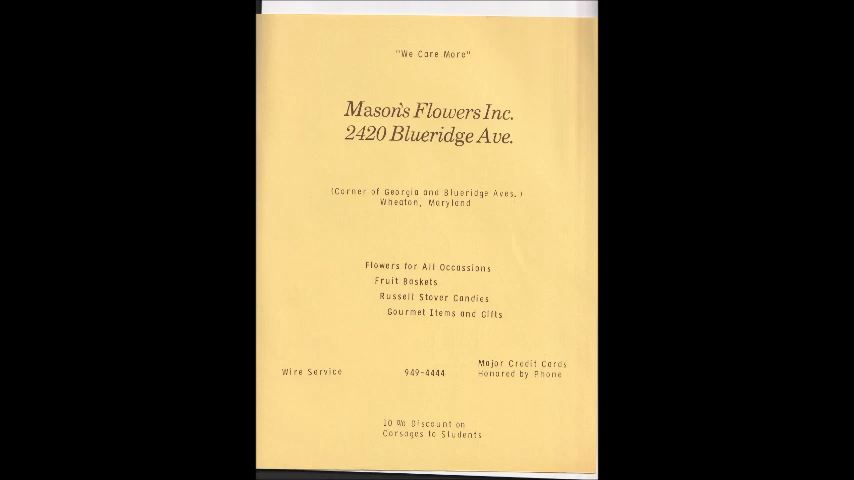 "We Care More"
Mason's Flowers Inc.
2420 Blueridge Ave.
(Corner of Georgia and Blueridge Aves.)
Wheaton, Maryland
Flowers for All Occassions
Fruit Baskets
Russell Stover Candies
Gourmet Items and Gifts
Wire Service
949-4444
Major Credit Cards
Honored by Phone
10 % Discount on
Corsages to Students